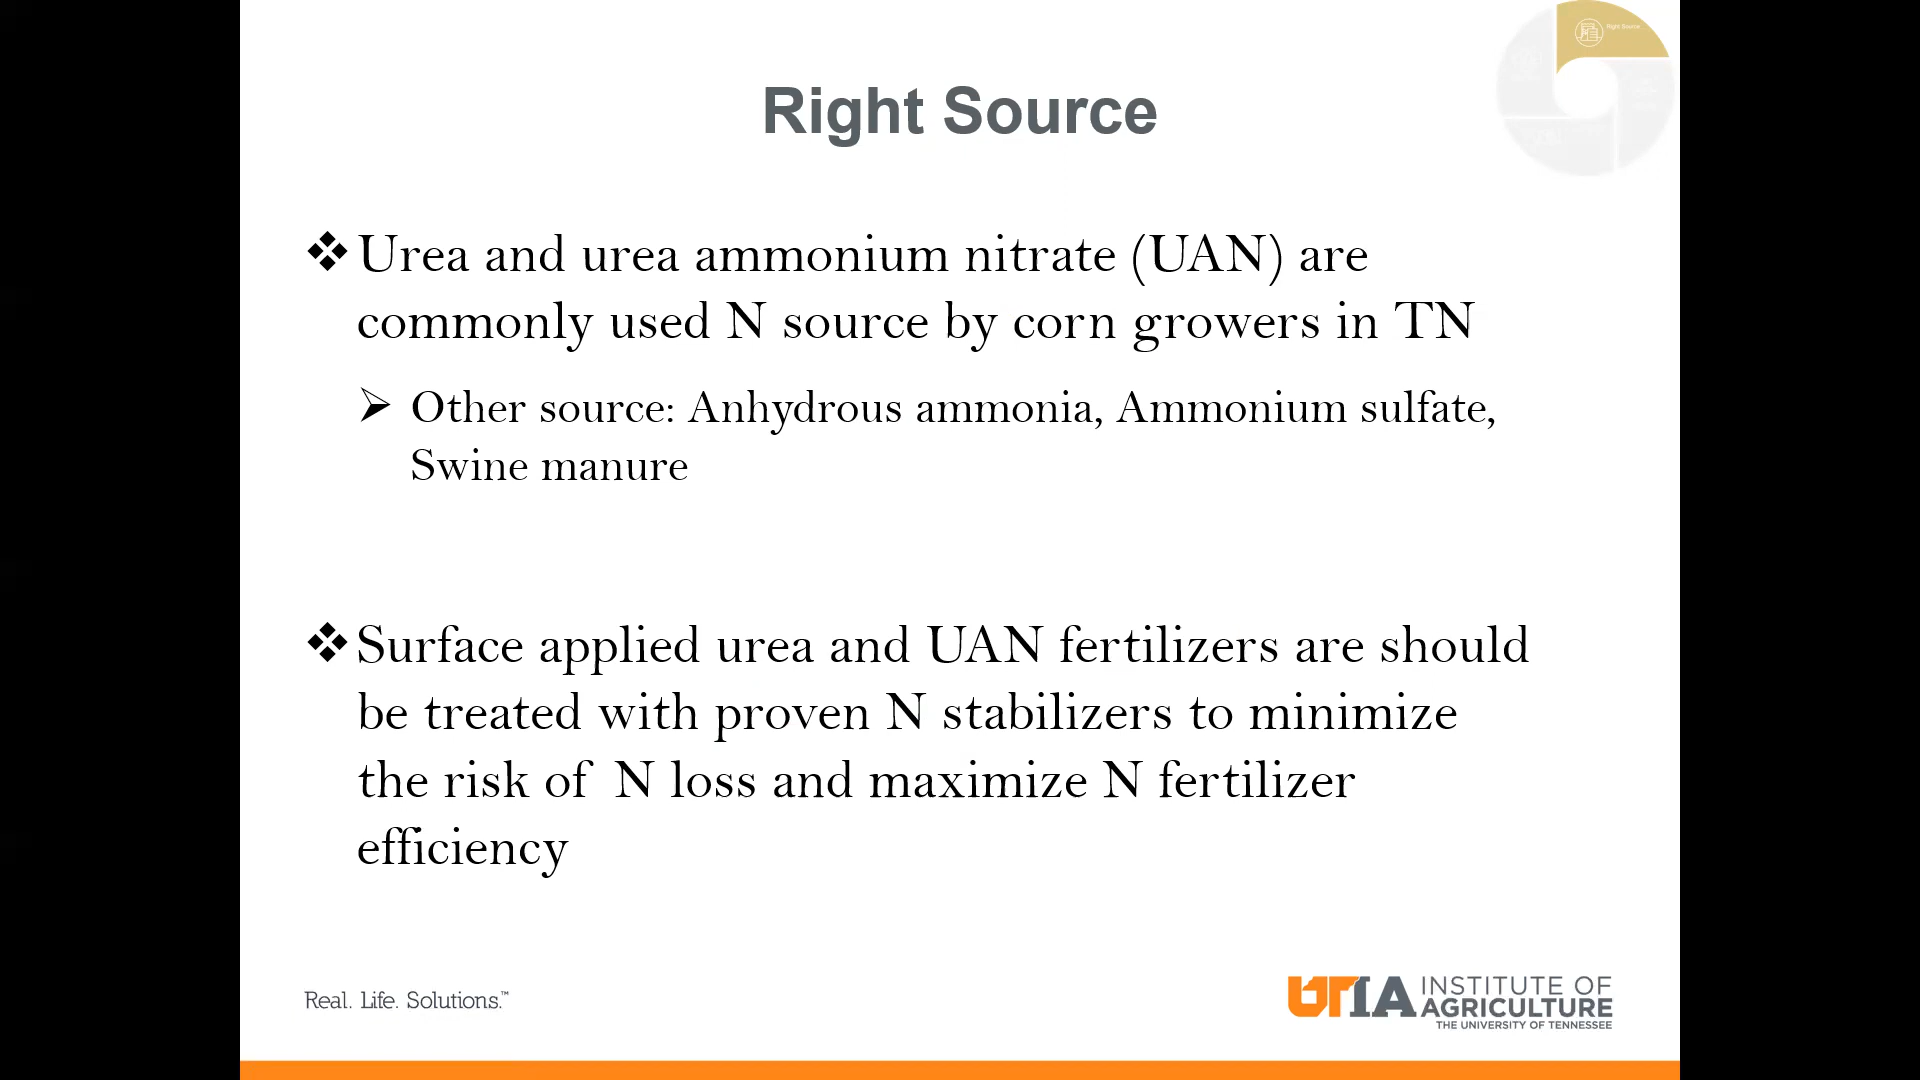 Right Source
Right Source
❖Urea and urea ammonium nitrate (UAN) are
commonly used N source by corn growers in TN
➢ Other source: Anhydrous ammonia, Ammonium sulfate,
Swine manure
❖Surface applied urea and UAN fertilizers are should
be treated with proven N stabilizers to minimize
the risk of N loss and maximize N fertilizer
efficiency
Real. Life. Solutions.™
UTIA INSTITUTE OF
AGRICULTURE
THE UNIVERSITY OF TENNESSEE